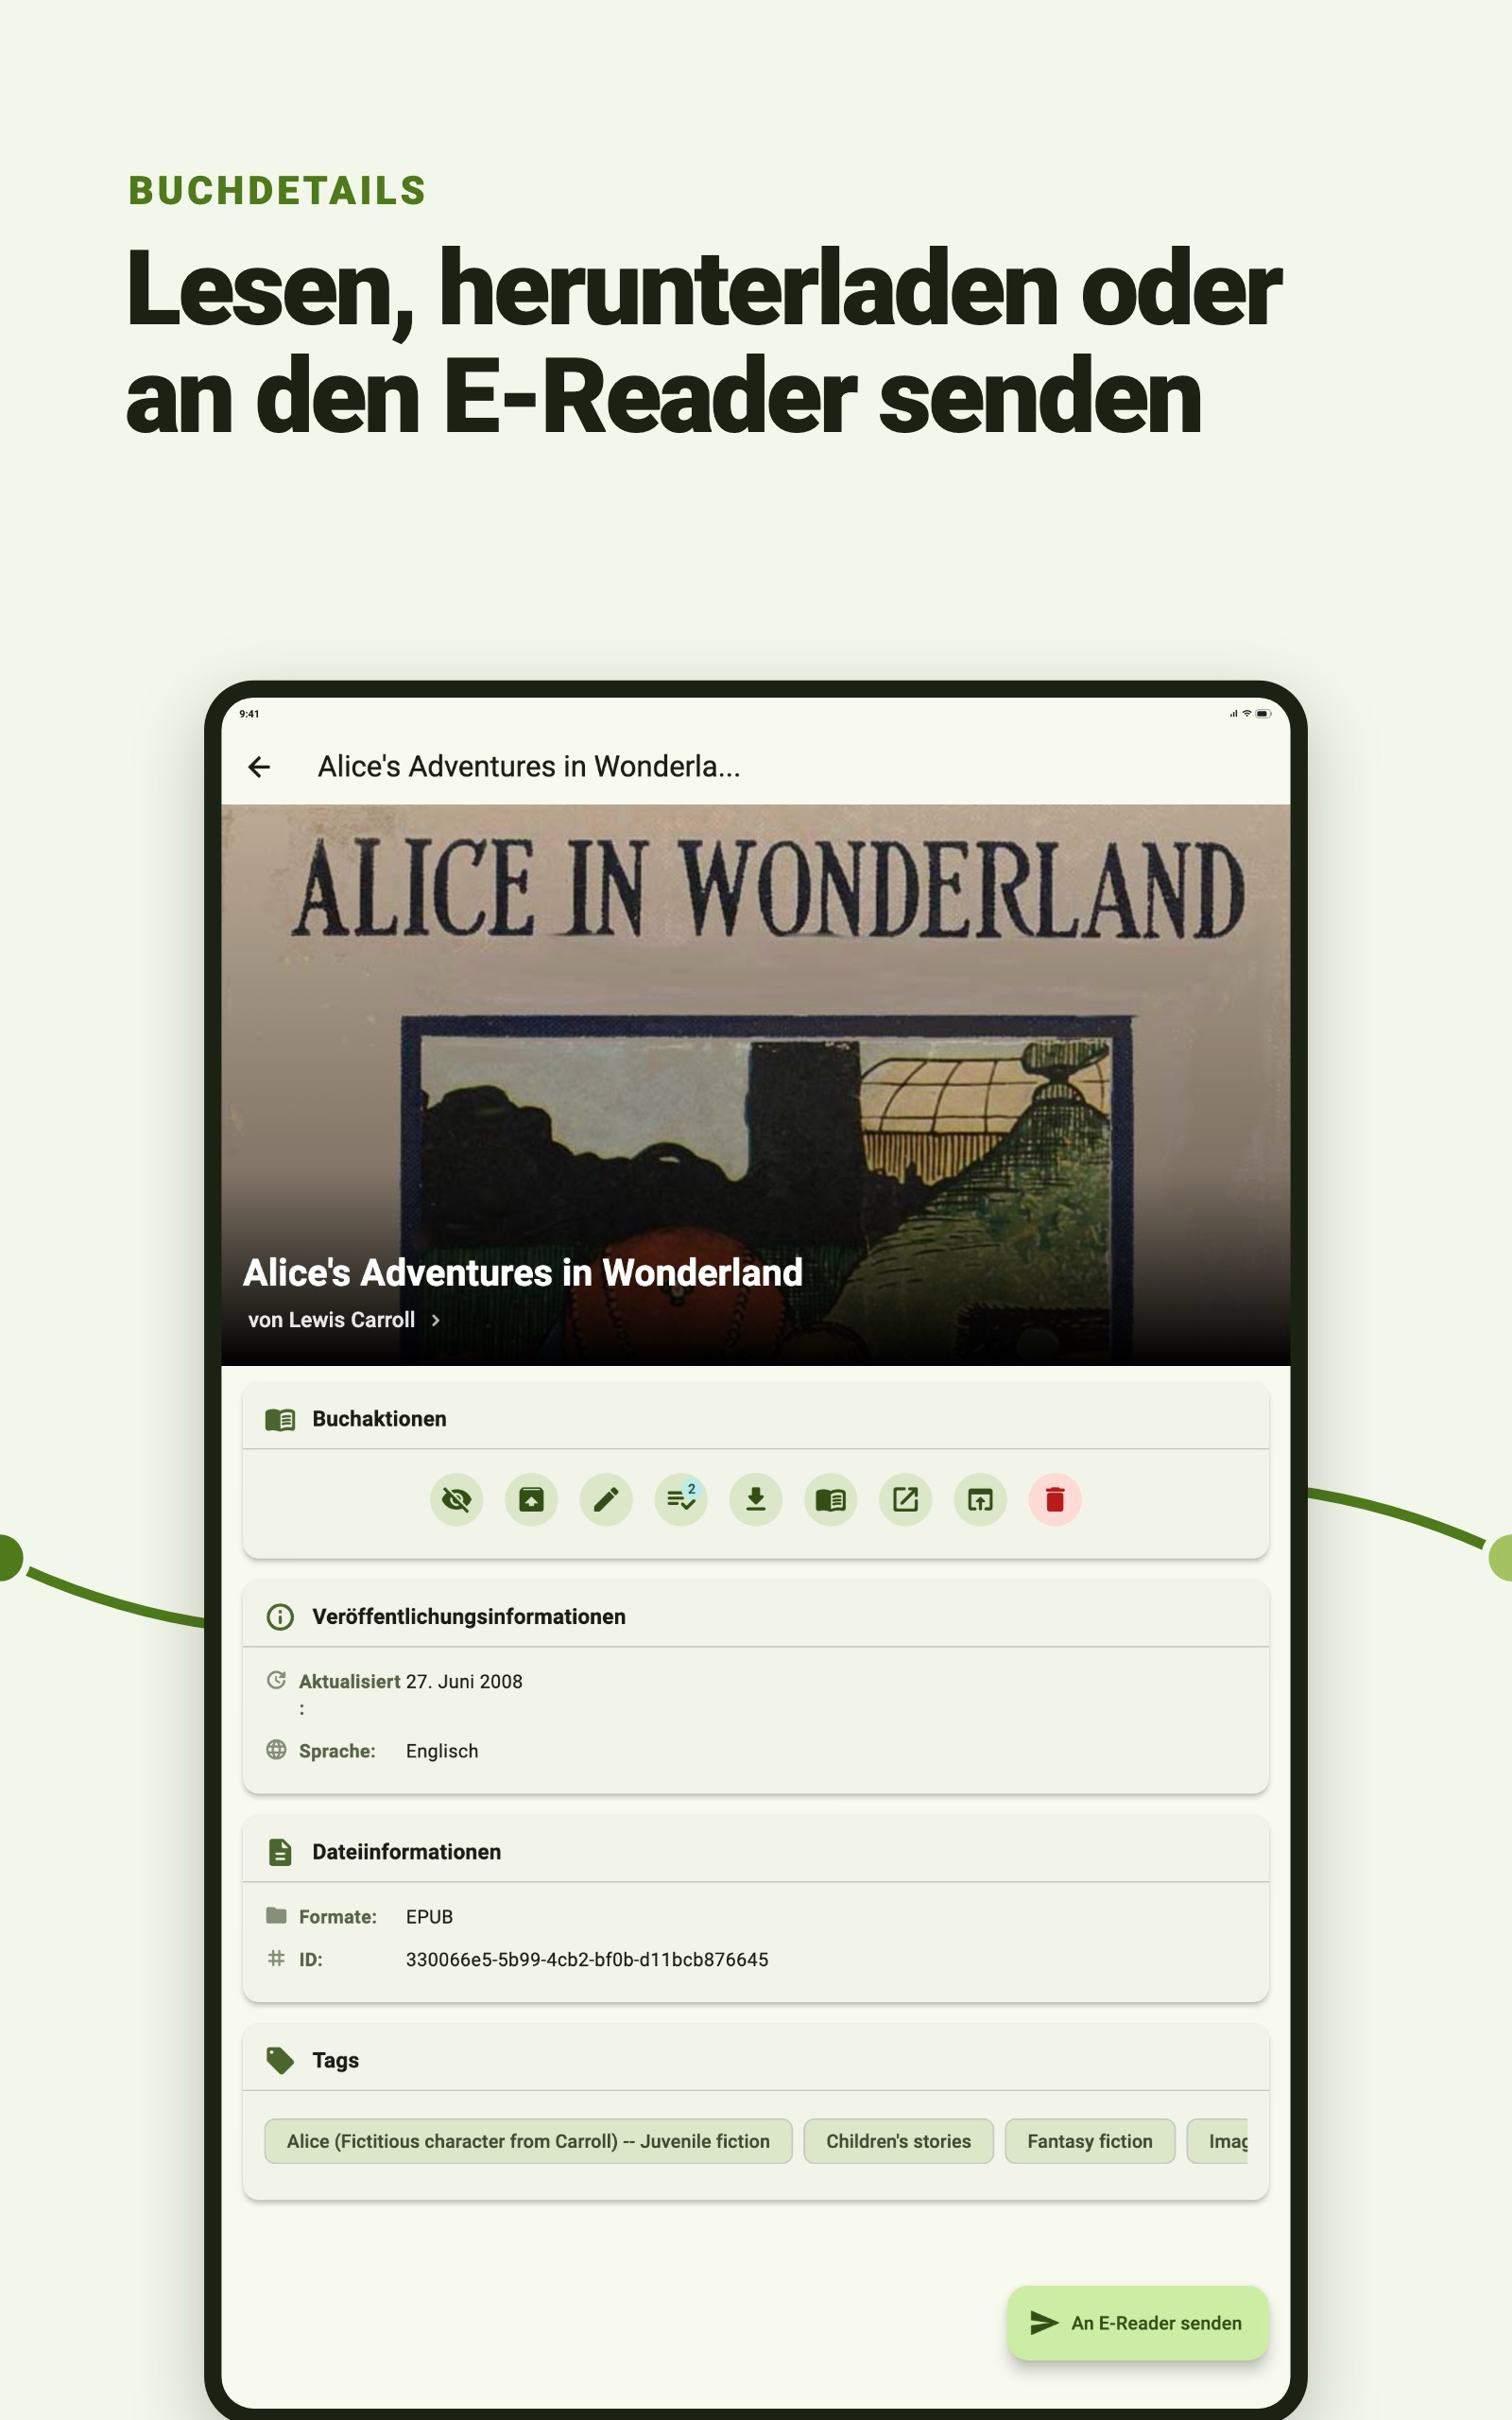 BUCHDETAILS
Lesen, herunterladen oder
an den E-Reader senden
9:41
Alice's Adventures in Wonderla...
ALICE IN WONDERLAND
Alice's Adventures in Wonderland
von Lewis Carroll
Buchaktionen
2
Veröffentlichungsinformationen
Aktualisiert 27. Juni 2008
:
Sprache: Englisch
Dateiinformationen
Formate: EPUB
ID: 330066e5-5b99-4cb2-bf0b-d11bcb876645
Tags
Alice (Fictitious character from Carroll) -- Juvenile fiction Children's stories Fantasy fiction Imag
An E-Reader senden